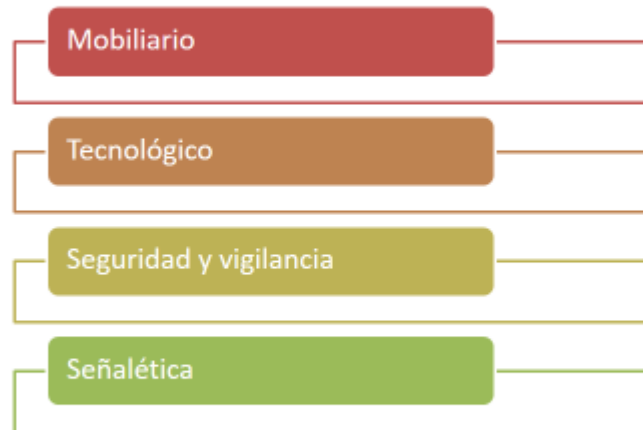 Mobiliario
Tecnológico
Seguridad y vigilancia
Señalética